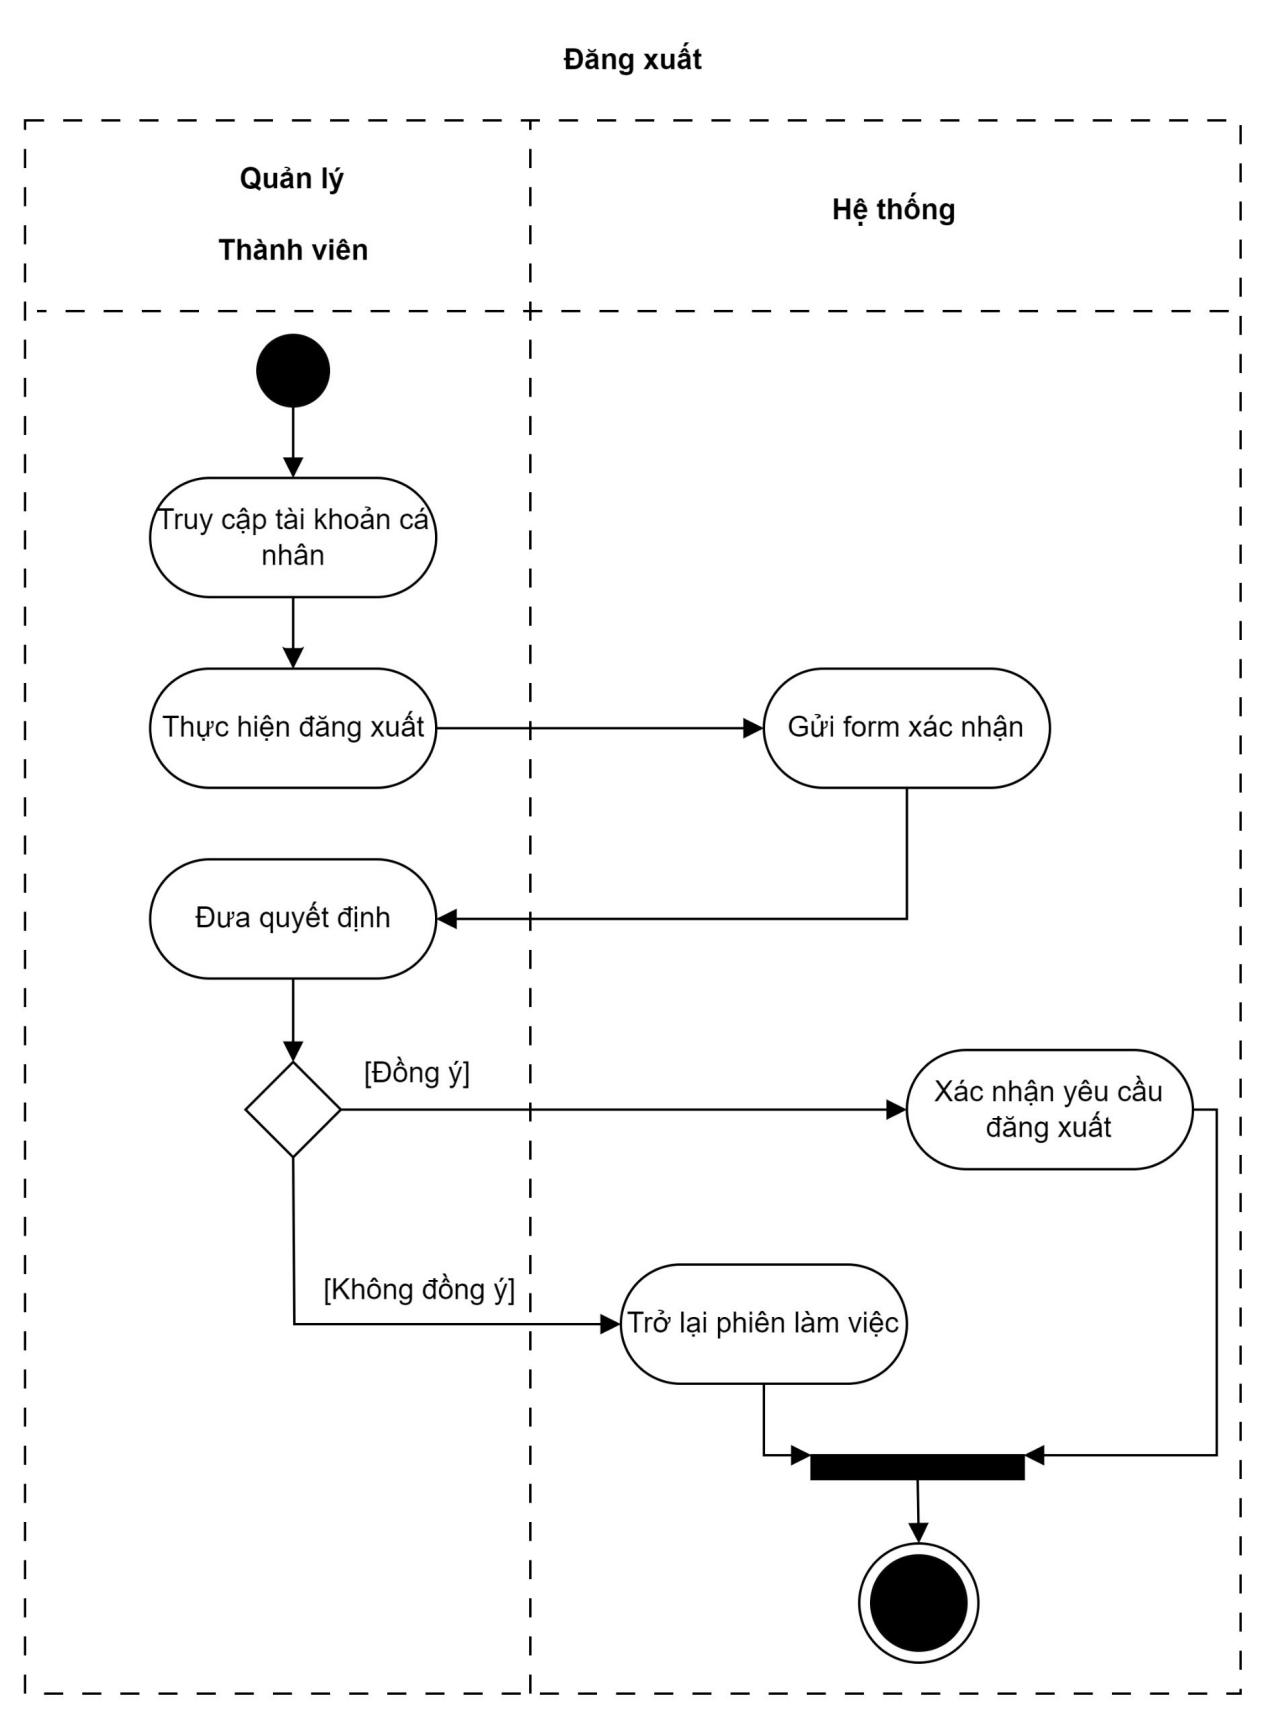 Đăng xuất
Quản lý
Thành viên
Hệ thống
Truy cập tài khoản cá
nhân
Thực hiện đăng xuất
Gửi form xác nhận
Đưa quyết định
[Đồng ý]
Xác nhận yêu cầu
đăng xuất
[Không đồng ý]
Trở lại phiên làm việc